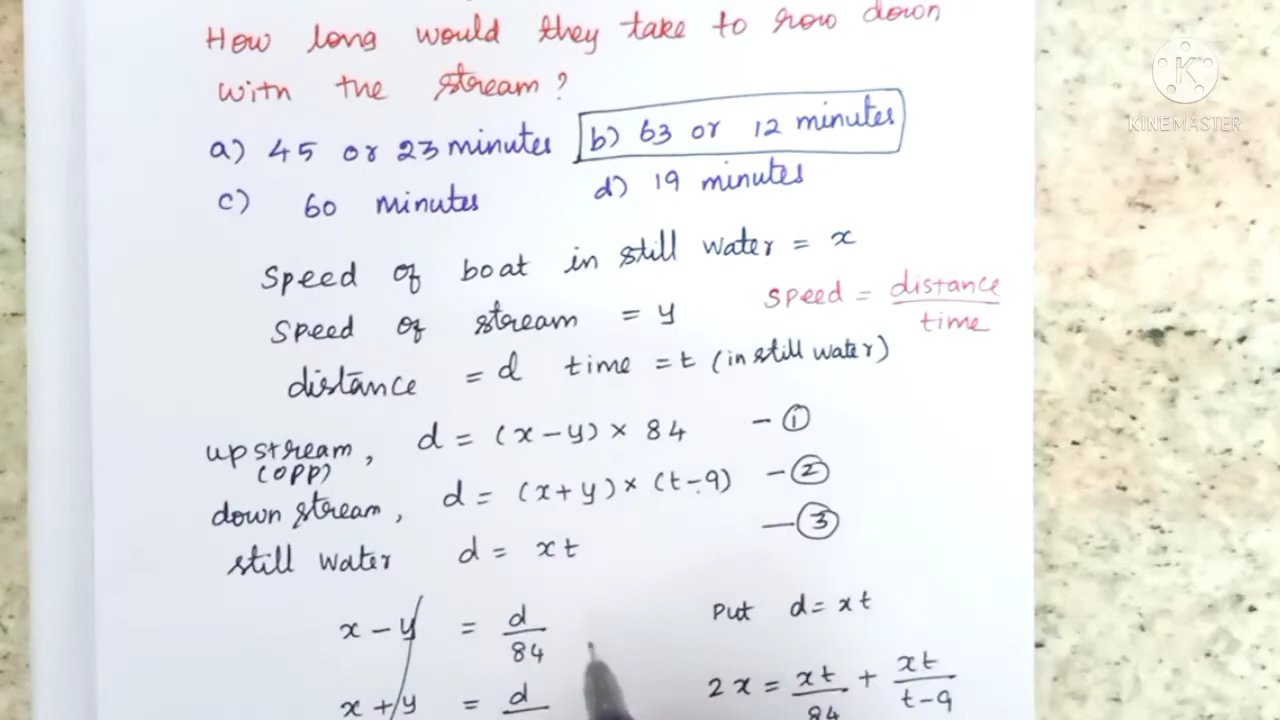 How long would they take to row down
with the stream?
a) 45 or 23 minutes b) 63 or 12 minutes
c) 60 minutes d) 19 minutes
Speed of boat in still water = x
Speed of stream = y
speed = distance / time
distance = d time = t (in still water)
upstream, d = (x-y) × 84 - ①
(opp)
down stream, d = (x+y) × (t-9) - ②
still water d = xt - ③
x - y = d / 84
Put d = xt
x + y = d
2x = xt / 84 + xt / t-9
KINEMASTER